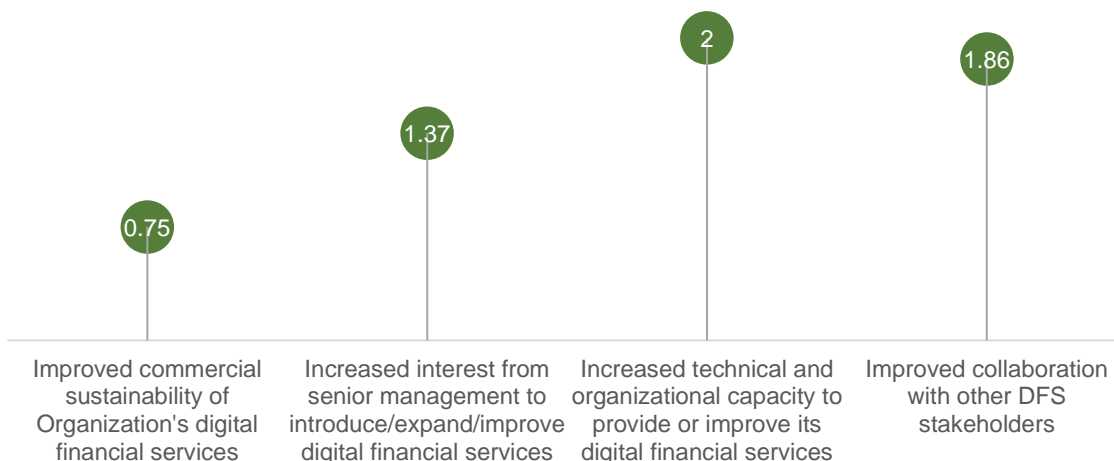 2
1.86
1.37
0.75
Improved commercial
sustainability of
Organization's digital
financial services
Increased interest from
senior management to
introduce/expand/improve
digital financial services
Increased technical and
organizational capacity to
provide or improve its
digital financial services
Improved collaboration
with other DFS
stakeholders